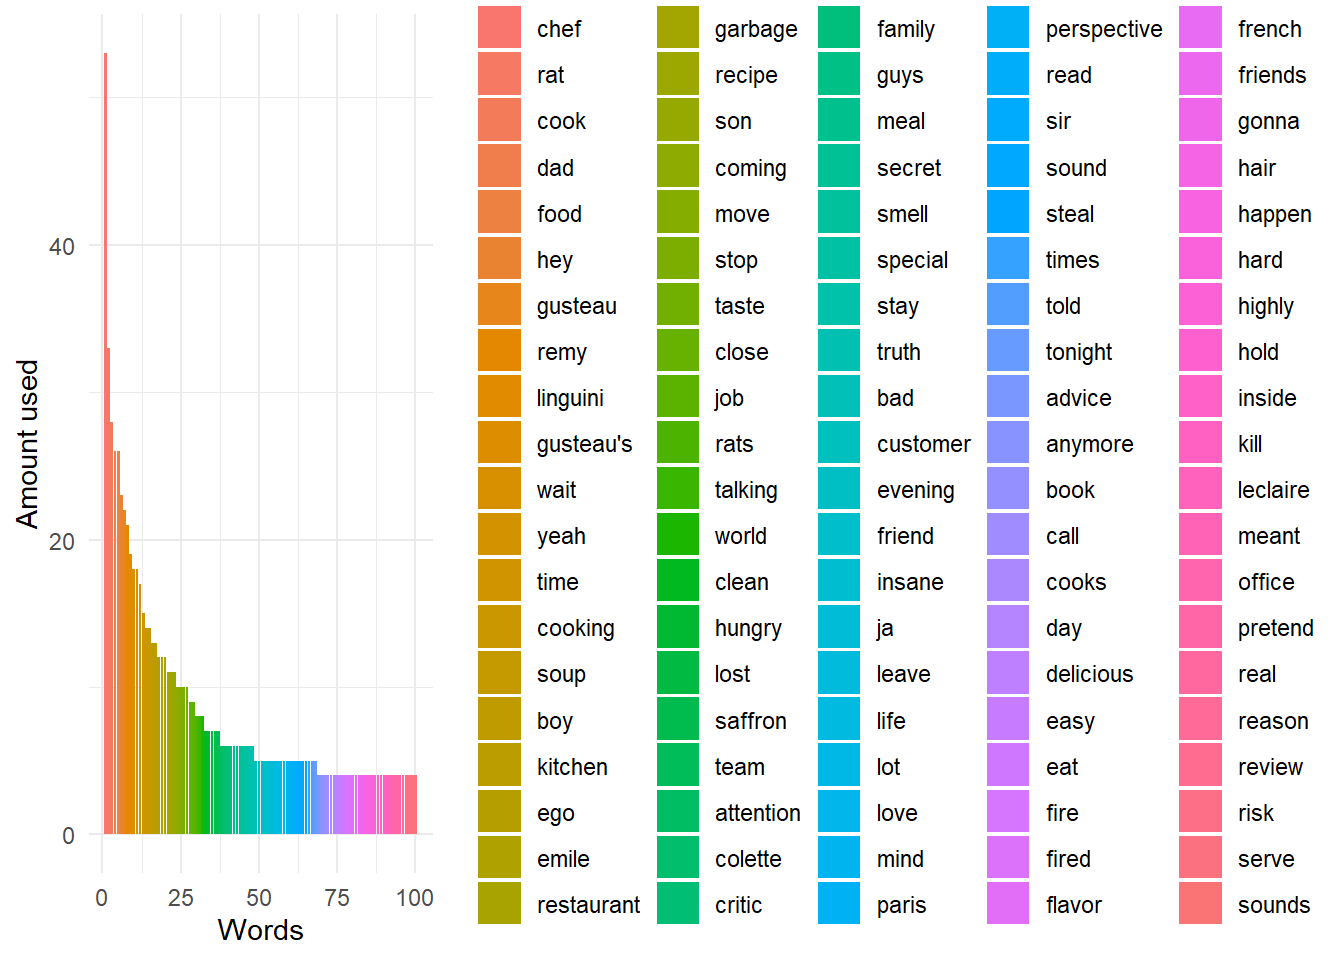 40
20
0
Amount used
0 25 50 75 100
Words
chef
rat
cook
dad
food
hey
gusteau
remy
linguini
gusteau's
wait
yeah
time
cooking
soup
boy
kitchen
ego
emile
restaurant
garbage
recipe
son
coming
move
stop
taste
close
job
rats
talking
world
clean
hungry
lost
saffron
team
attention
colette
critic
family
guys
meal
secret
smell
special
stay
truth
bad
customer
evening
friend
insane
ja
leave
life
lot
love
mind
paris
perspective
read
sir
sound
steal
times
told
tonight
advice
anymore
book
call
cooks
day
delicious
easy
eat
fire
fired
flavor
french
friends
gonna
hair
happen
hard
highly
hold
inside
kill
leclaire
meant
office
pretend
real
reason
review
risk
serve
sounds